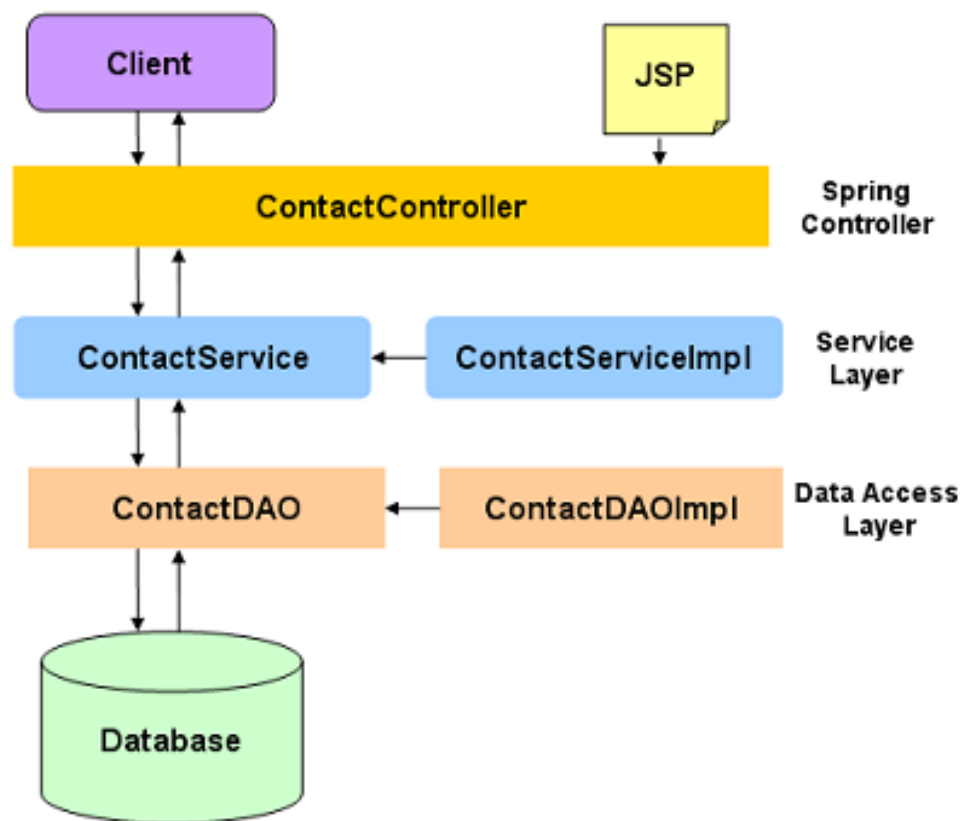 Client
JSP
ContactController
Spring
Controller
ContactService
ContactServiceImpl
Service
Layer
ContactDAO
ContactDAOImpl
Data Access
Layer
Database